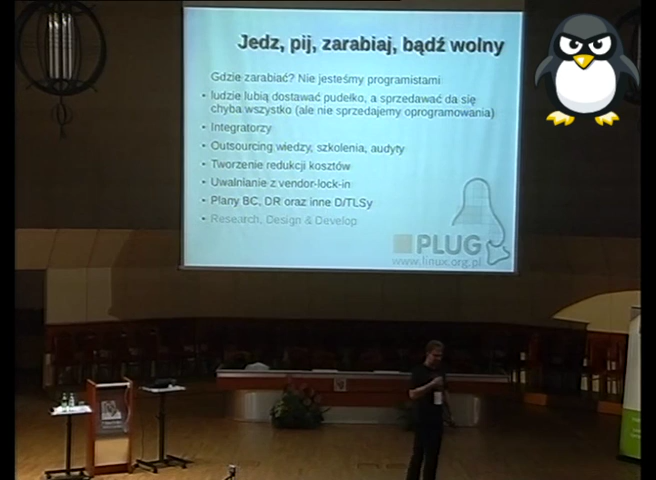 Jedz, pij, zarabiaj, bądź wolny
Gdzie zarabiać? Nie jesteśmy programistami
• ludzie lubią dostawać pudełko, a sprzedawać da się
chyba wszystko (ale nie sprzedajemy oprogramowania)
• Integratorzy
• Outsourcing wiedzy, szkolenia, audyty
• Tworzenie redukcji kosztów
• Uwalnianie z vendor-lock-in
• Plany BC, DR oraz inne D/TLSy
• Research, Design & Develop
PLUG
www.linux.org.pl